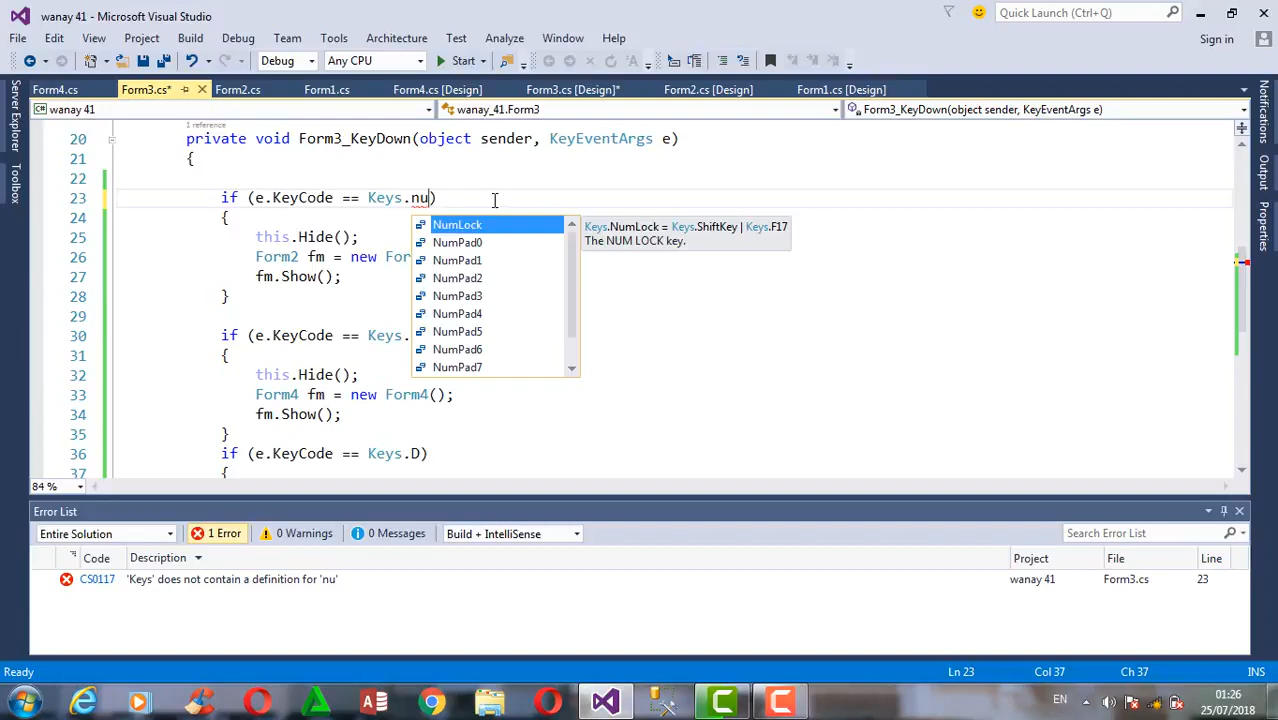 wanay 41 - Microsoft Visual Studio
Quick Launch (Ctrl+Q)
File Edit View Project Build Debug Team Tools Architecture Test Analyze Window Help
Sign in
Debug Any CPU Start
Form4.cs Form3.cs* Form2.cs Form1.cs Form4.cs [Design] Form3.cs [Design]* Form2.cs [Design] Form1.cs [Design]
wanay 41 wanay_41.Form3 Form3_KeyDown(object sender, KeyEventArgs e)
Server Explorer
Toolbox
Notifications
Solution Explorer
Team Explorer
Properties
1 reference
20 private void Form3_KeyDown(object sender, KeyEventArgs e)
21 {
22
23 if (e.KeyCode == Keys.nu)
24 {
25 this.Hide();
26 Form2 fm = new For
27 fm.Show();
28 }
29
30 if (e.KeyCode == Keys.
31 {
32 this.Hide();
33 Form4 fm = new Form4();
34 fm.Show();
35 }
36 if (e.KeyCode == Keys.D)
37 {
NumLock
NumPad0
NumPad1
NumPad2
NumPad3
NumPad4
NumPad5
NumPad6
NumPad7
Keys.NumLock = Keys.ShiftKey | Keys.F17
The NUM LOCK key.
84 %
Error List
Entire Solution 1 Error 0 Warnings 0 Messages Build + IntelliSense Search Error List
Code Description Project File Line
CS0117 'Keys' does not contain a definition for 'nu' wanay 41 Form3.cs 23
Ready Ln 23 Col 37 Ch 37 INS
EN 01:26
25/07/2018